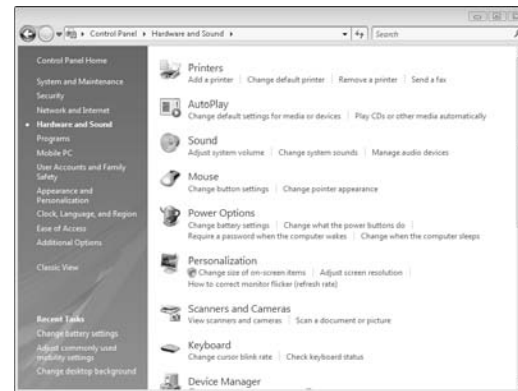 Control Panel ▸ Hardware and Sound ▸
Search
Control Panel Home
System and Maintenance
Security
Network and Internet
Hardware and Sound
Programs
Mobile PC
User Accounts and Family
Safety
Appearance and
Personalization
Clock, Language, and Region
Ease of Access
Additional Options
Classic View
Recent Tasks
Change battery settings
Adjust commonly used
mobility settings
Change desktop background
Printers
Add a printer | Change default printer | Remove a printer | Send a fax
AutoPlay
Change default settings for media or devices | Play CDs or other media automatically
Sound
Adjust system volume | Change system sounds | Manage audio devices
Mouse
Change button settings | Change pointer appearance
Power Options
Change battery settings | Change what the power buttons do
Require a password when the computer wakes | Change when the computer sleeps
Personalization
Change size of on-screen items | Adjust screen resolution
How to correct monitor flicker (refresh rate)
Scanners and Cameras
View scanners and cameras | Scan a document or picture
Keyboard
Change cursor blink rate | Check keyboard status
Device Manager